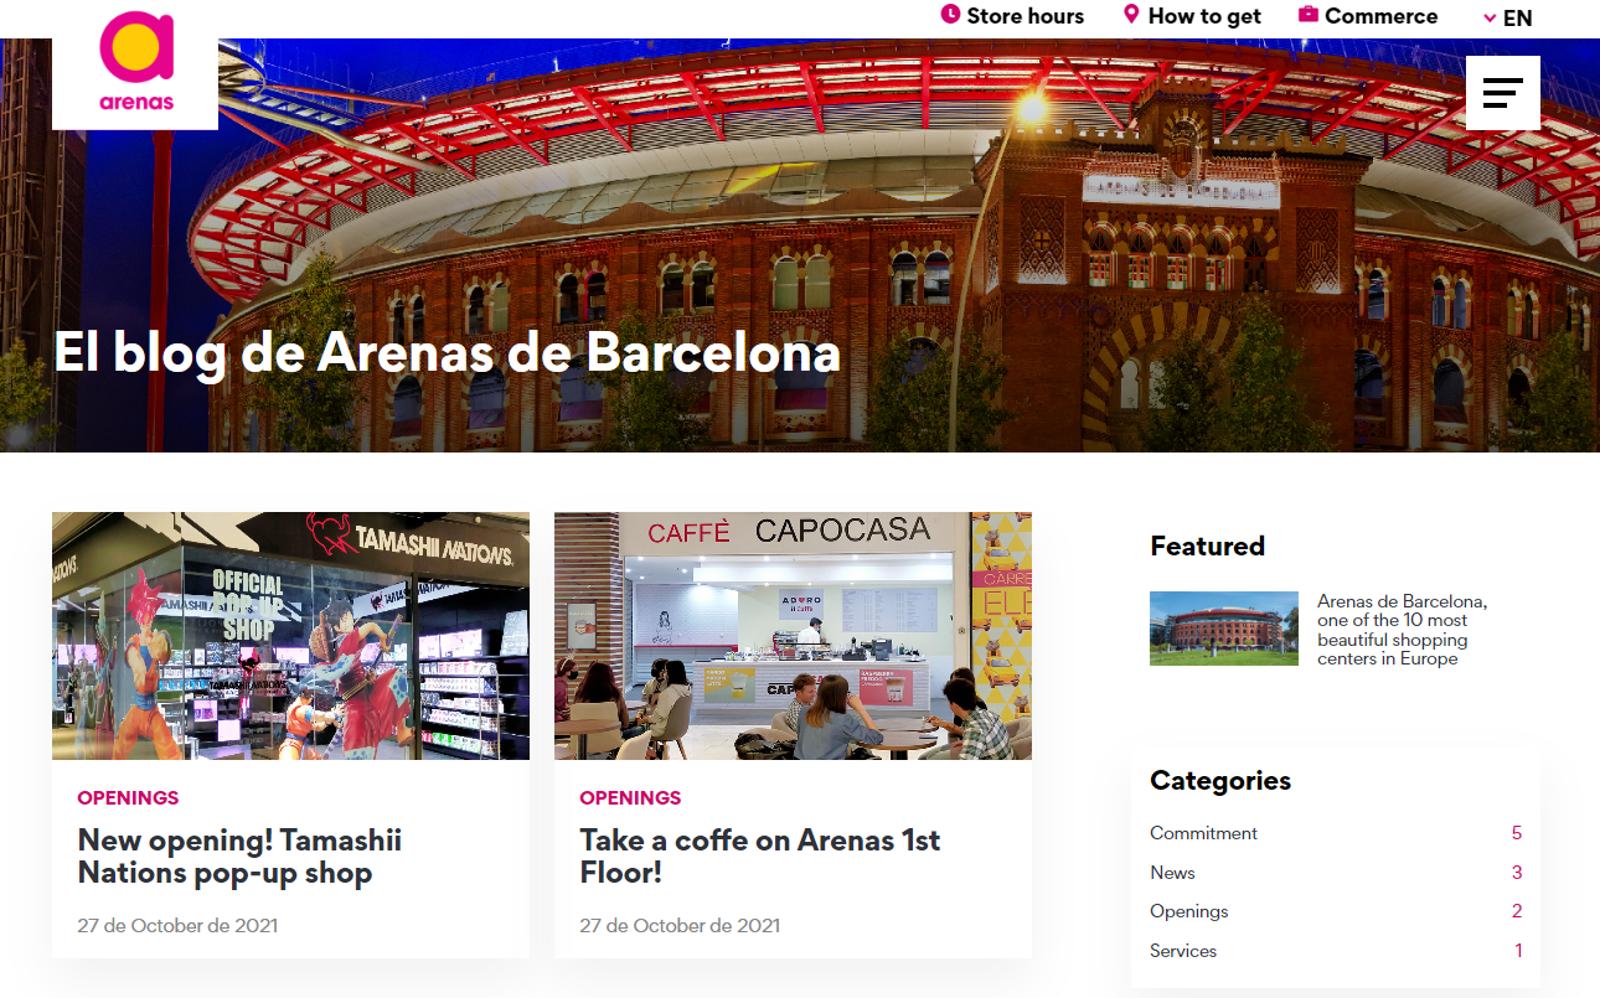 Store hours
How to get
Commerce
EN
arenas
El blog de Arenas de Barcelona
TAMASHII NATIONS
OFFICIAL
POP-UP
SHOP
CAFFÈ CAPOCASA
ADORO
il caffè
OPENINGS
New opening! Tamashii
Nations pop-up shop
27 de October de 2021
OPENINGS
Take a coffe on Arenas 1st
Floor!
27 de October de 2021
Featured
Arenas de Barcelona,
one of the 10 most
beautiful shopping
centers in Europe
Categories
Commitment 5
News 3
Openings 2
Services 1